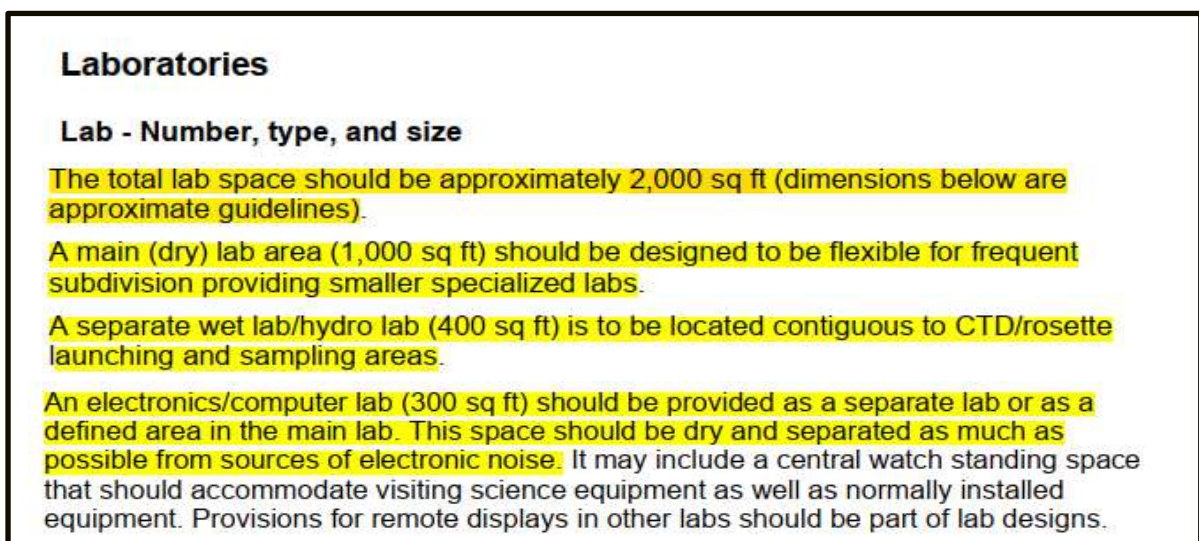 Laboratories
Lab - Number, type, and size
The total lab space should be approximately 2,000 sq ft (dimensions below are
approximate guidelines).
A main (dry) lab area (1,000 sq ft) should be designed to be flexible for frequent
subdivision providing smaller specialized labs.
A separate wet lab/hydro lab (400 sq ft) is to be located contiguous to CTD/rosette
launching and sampling areas.
An electronics/computer lab (300 sq ft) should be provided as a separate lab or as a
defined area in the main lab. This space should be dry and separated as much as
possible from sources of electronic noise. It may include a central watch standing space
that should accommodate visiting science equipment as well as normally installed
equipment. Provisions for remote displays in other labs should be part of lab designs.